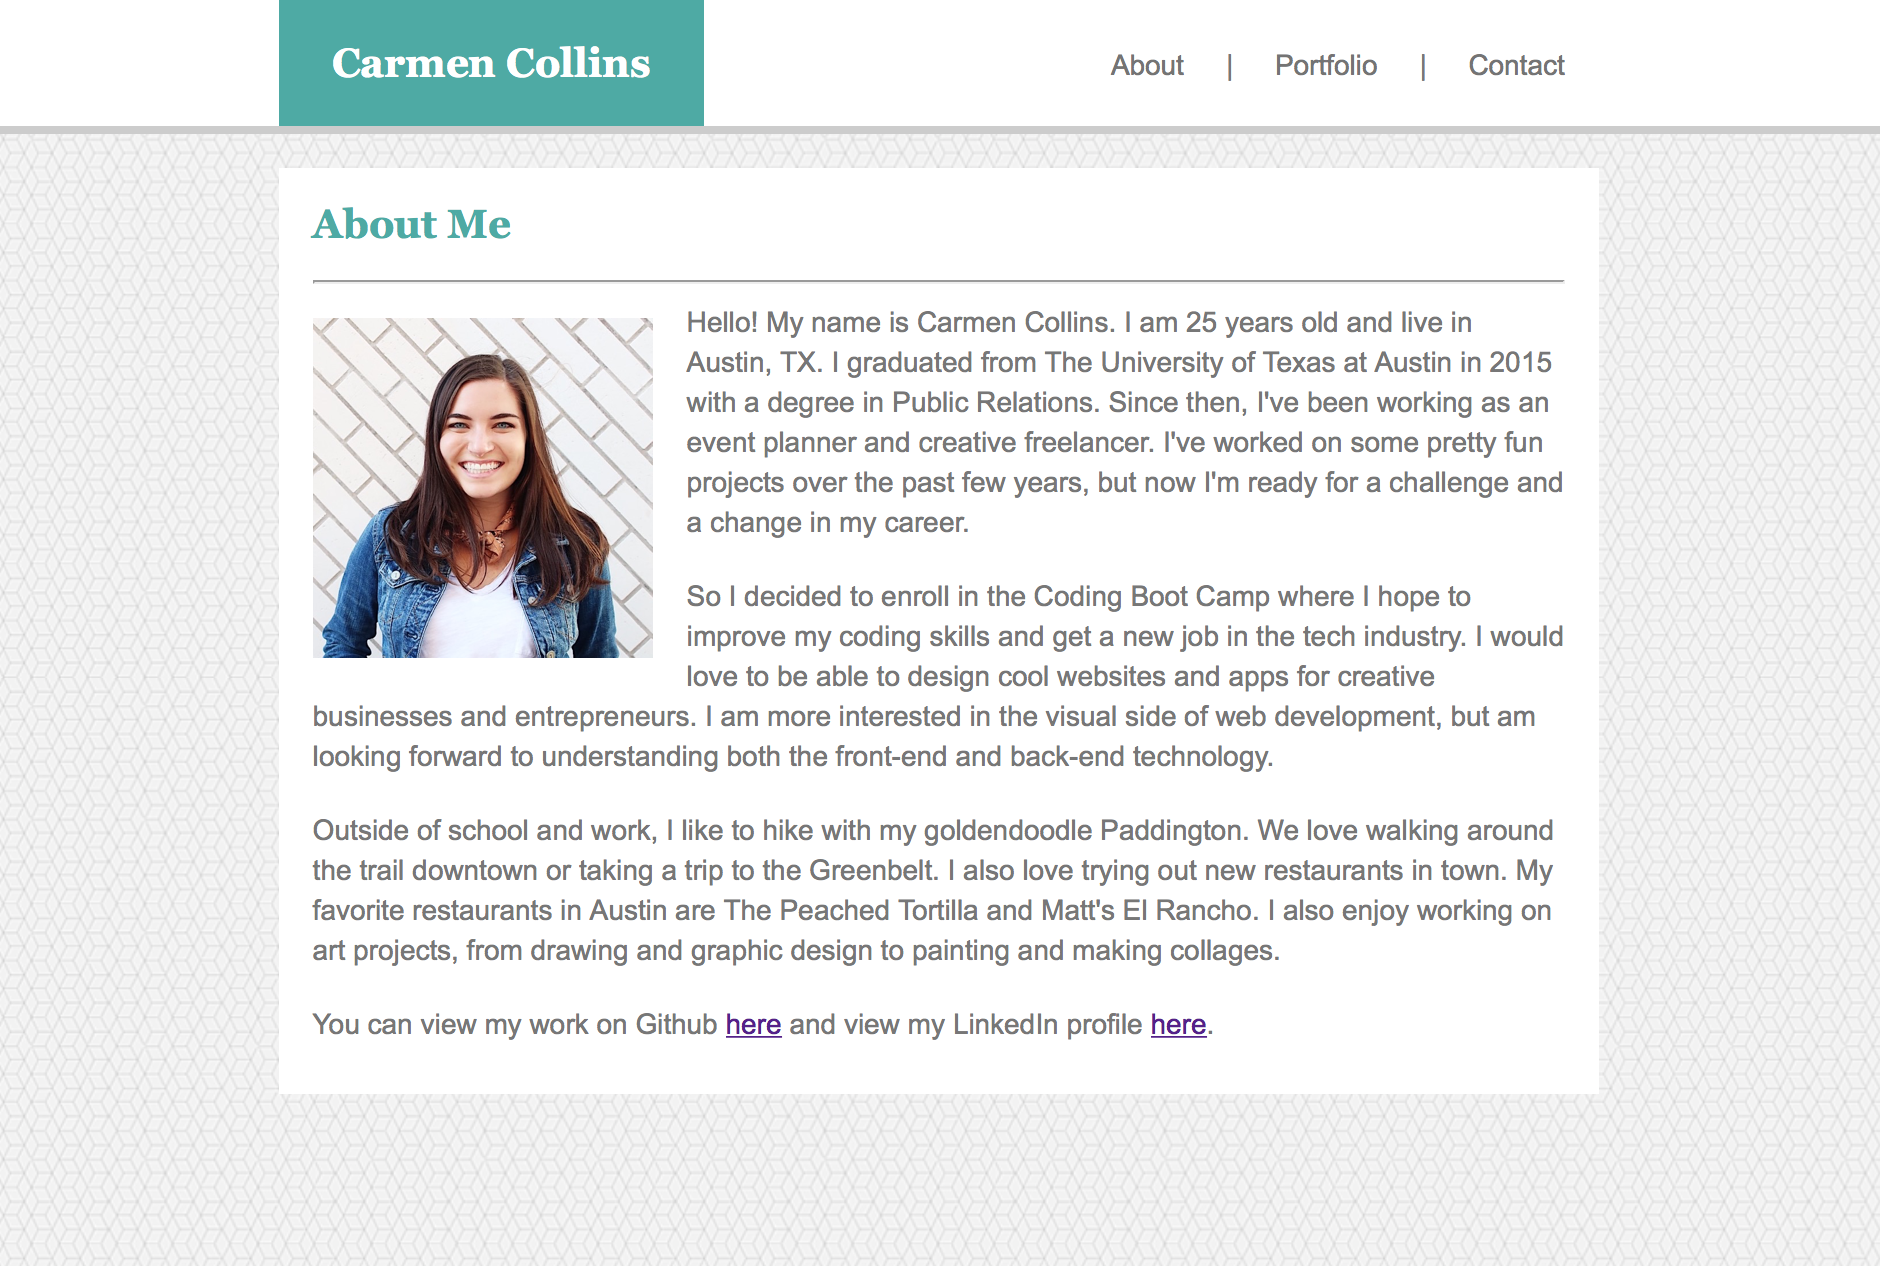 Carmen Collins
About | Portfolio | Contact
About Me
Hello! My name is Carmen Collins. I am 25 years old and live in
Austin, TX. I graduated from The University of Texas at Austin in 2015
with a degree in Public Relations. Since then, I've been working as an
event planner and creative freelancer. I've worked on some pretty fun
projects over the past few years, but now I'm ready for a challenge and
a change in my career.
So I decided to enroll in the Coding Boot Camp where I hope to
improve my coding skills and get a new job in the tech industry. I would
love to be able to design cool websites and apps for creative
businesses and entrepreneurs. I am more interested in the visual side of web development, but am
looking forward to understanding both the front-end and back-end technology.
Outside of school and work, I like to hike with my goldendoodle Paddington. We love walking around
the trail downtown or taking a trip to the Greenbelt. I also love trying out new restaurants in town. My
favorite restaurants in Austin are The Peached Tortilla and Matt's El Rancho. I also enjoy working on
art projects, from drawing and graphic design to painting and making collages.
You can view my work on Github here and view my LinkedIn profile here.